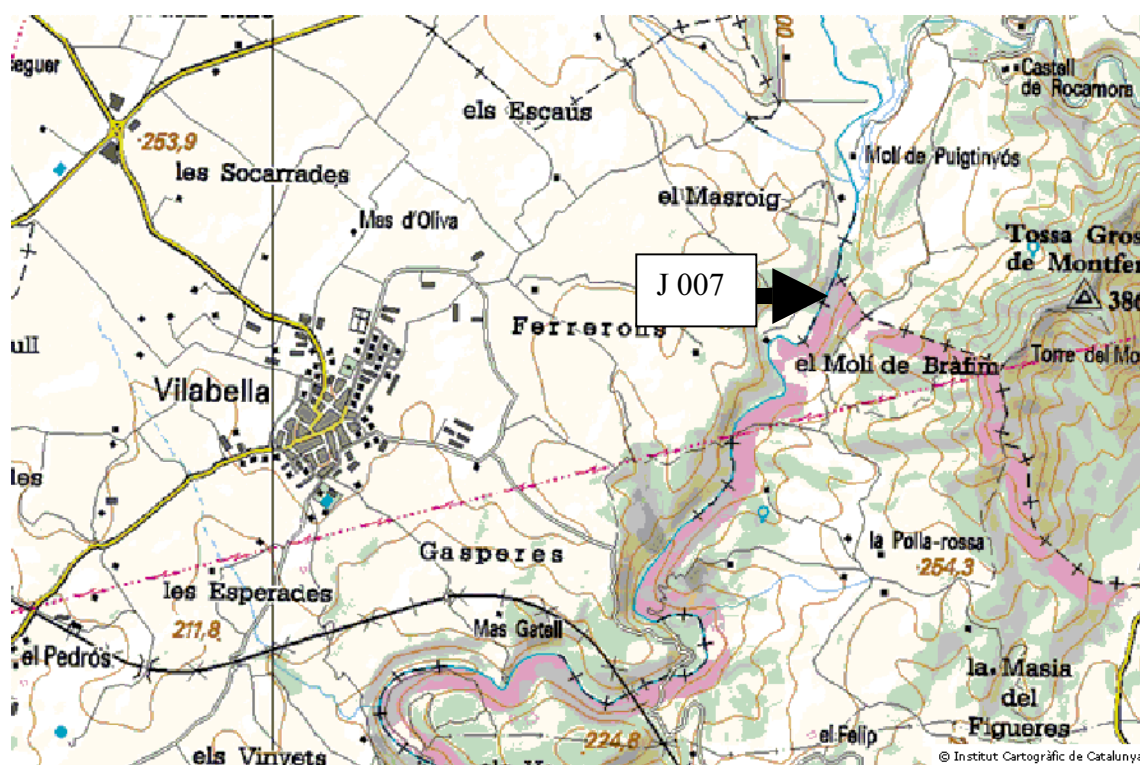 eguer
253,9
els Escaus
Castell
de Rocamora
Molí de Puigtinyós
les Socarrades
el Masroig
Mas d'Oliva
Tossa Gros
de Montfer
J 007
380
Ferrerons
ull
Torre del Mo
el Molí de Bràfim
Vilabella
les
Gasperes
la Polla-rossa
254,3
les Esperades
211,8
Mas Gatell
el Pedrós
la Masia
del
Figueres
224,8
el Felip
els Vinyets
© Institut Cartogràfic de Catalunya